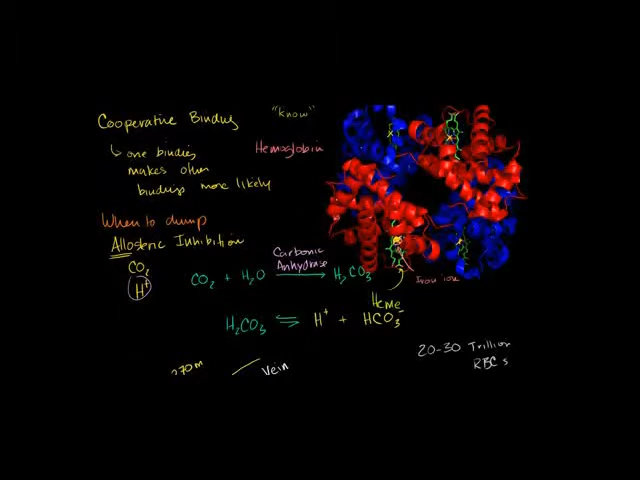 Cooperative Binding
"know"
one binding
makes other
bindings more likely
Hemoglobin
When to dump
Allosteric Inhibition
CO2
H+
CO2 + H2O
Carbonic
Anhydrase
H2CO3
Iron ion
Heme
H2CO3 ⇌ H+ + HCO3-
20-30 Trillion
RBCs
270m
Vein